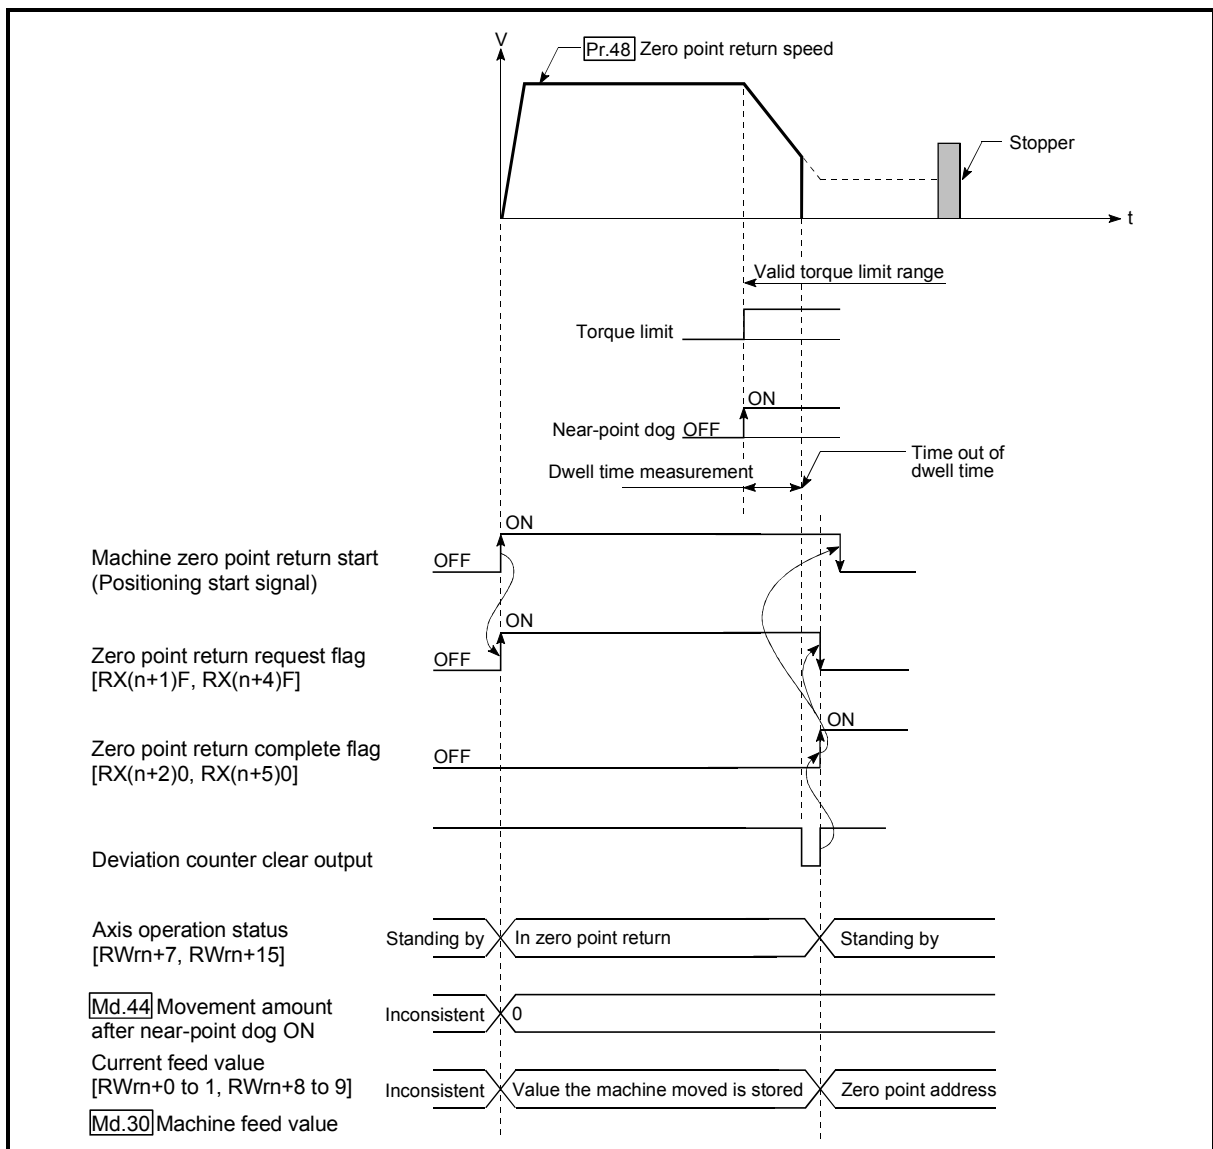 V
Pr.48 Zero point return speed
Stopper
t
Valid torque limit range
Torque limit
ON
Near-point dog OFF
Dwell time measurement
Time out of
dwell time
ON
Machine zero point return start
(Positioning start signal)
OFF
ON
Zero point return request flag
[RX(n+1)F, RX(n+4)F]
OFF
ON
Zero point return complete flag
[RX(n+2)0, RX(n+5)0]
OFF
Deviation counter clear output
Axis operation status
[RWrn+7, RWrn+15]
Standing by
In zero point return
Standing by
Md.44 Movement amount
after near-point dog ON
Inconsistent
0
Current feed value
[RWrn+0 to 1, RWrn+8 to 9]
Inconsistent
Value the machine moved is stored
Zero point address
Md.30 Machine feed value